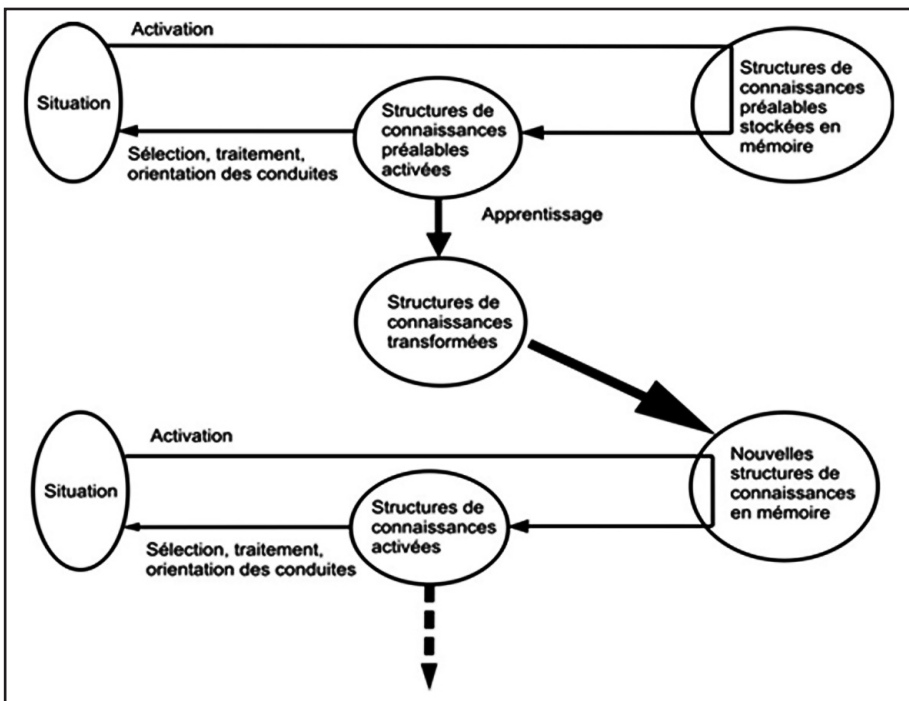 Activation
Situation
Structures de
connaissances
préalables
activées
Structures de
connaissances
préalables
stockées en
mémoire
Sélection, traitement,
orientation des conduites
Apprentissage
Structures de
connaissances
transformées
Activation
Situation
Structures de
connaissances
activées
Nouvelles
structures de
connaissances
en mémoire
Sélection, traitement,
orientation des conduites